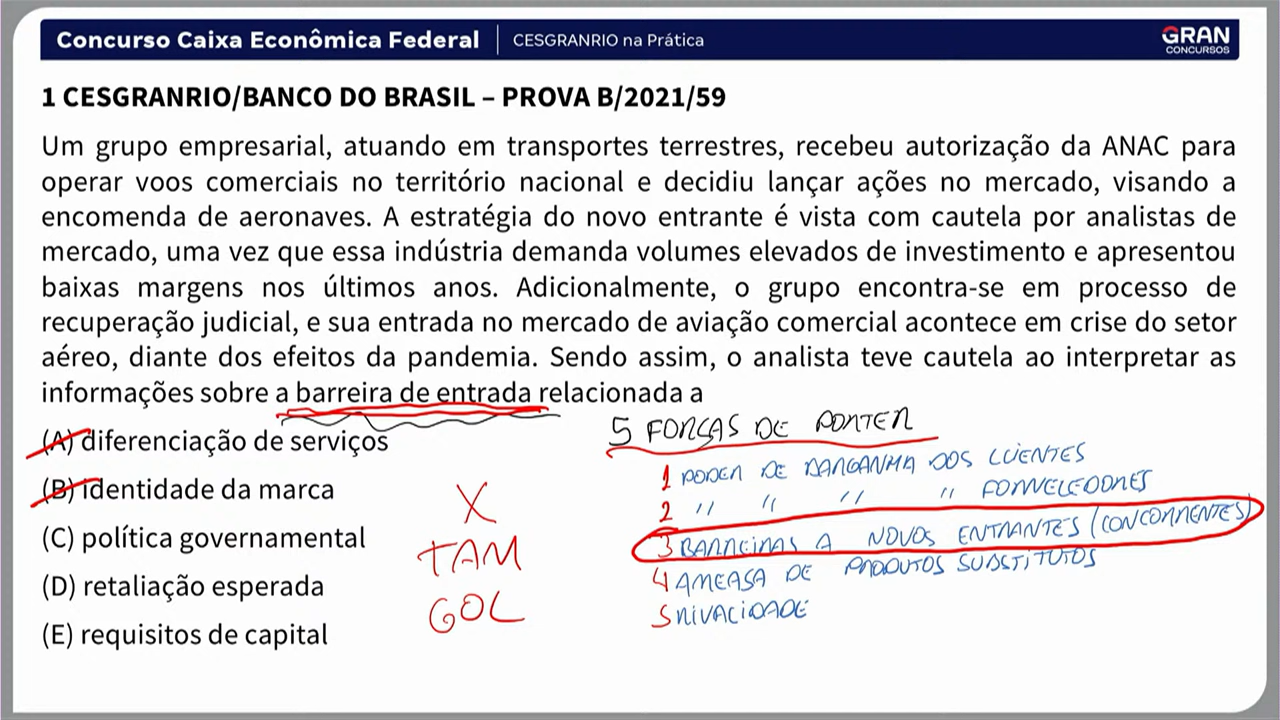 Concurso Caixa Econômica Federal | CESGRANRIO na Prática
GRAN
CONCURSOS
1 CESGRANRIO/BANCO DO BRASIL – PROVA B/2021/59
Um grupo empresarial, atuando em transportes terrestres, recebeu autorização da ANAC para
operar voos comerciais no território nacional e decidiu lançar ações no mercado, visando a
encomenda de aeronaves. A estratégia do novo entrante é vista com cautela por analistas de
mercado, uma vez que essa indústria demanda volumes elevados de investimento e apresentou
baixas margens nos últimos anos. Adicionalmente, o grupo encontra-se em processo de
recuperação judicial, e sua entrada no mercado de aviação comercial acontece em crise do setor
aéreo, diante dos efeitos da pandemia. Sendo assim, o analista teve cautela ao interpretar as
informações sobre a barreira de entrada relacionada a
(A) diferenciação de serviços
(B) identidade da marca
(C) política governamental
(D) retaliação esperada
(E) requisitos de capital
X
TAM
GOL
5 FORÇAS DE PORTER
1 PODER DE BARGANHA DOS CLIENTES
2 " " " " FORNECEDORES
3 BARREIRAS A NOVOS ENTRANTES (CONCORRENTES)
4 AMEASA DE PRODUTOS SUBSTITUTOS
5 RIVALIDADE